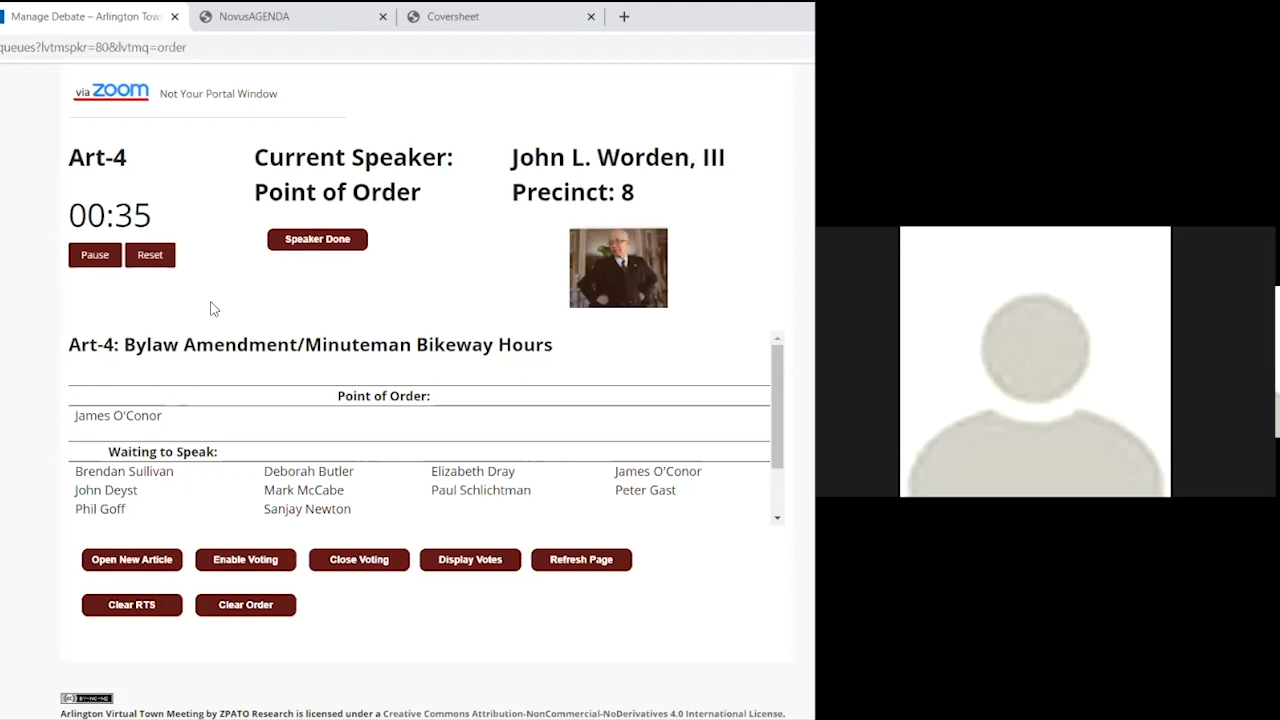 Manage Debate – Arlington Tow
NovusAGENDA
Coversheet
queues?lvtmspkr=80&lvtmq=order
via zoom Not Your Portal Window
Art-4
Current Speaker:
John L. Worden, III
Point of Order
Precinct: 8
00:35
Speaker Done
Pause
Reset
Art-4: Bylaw Amendment/Minuteman Bikeway Hours
Point of Order:
James O'Conor
Waiting to Speak:
Brendan Sullivan Deborah Butler Elizabeth Dray James O'Conor
John Deyst Mark McCabe Paul Schlichtman Peter Gast
Phil Goff Sanjay Newton
Open New Article Enable Voting Close Voting Display Votes Refresh Page
Clear RTS Clear Order
BY-NC-ND
Arlington Virtual Town Meeting by ZPATO Research is licensed under a Creative Commons Attribution-NonCommercial-NoDerivatives 4.0 International License.